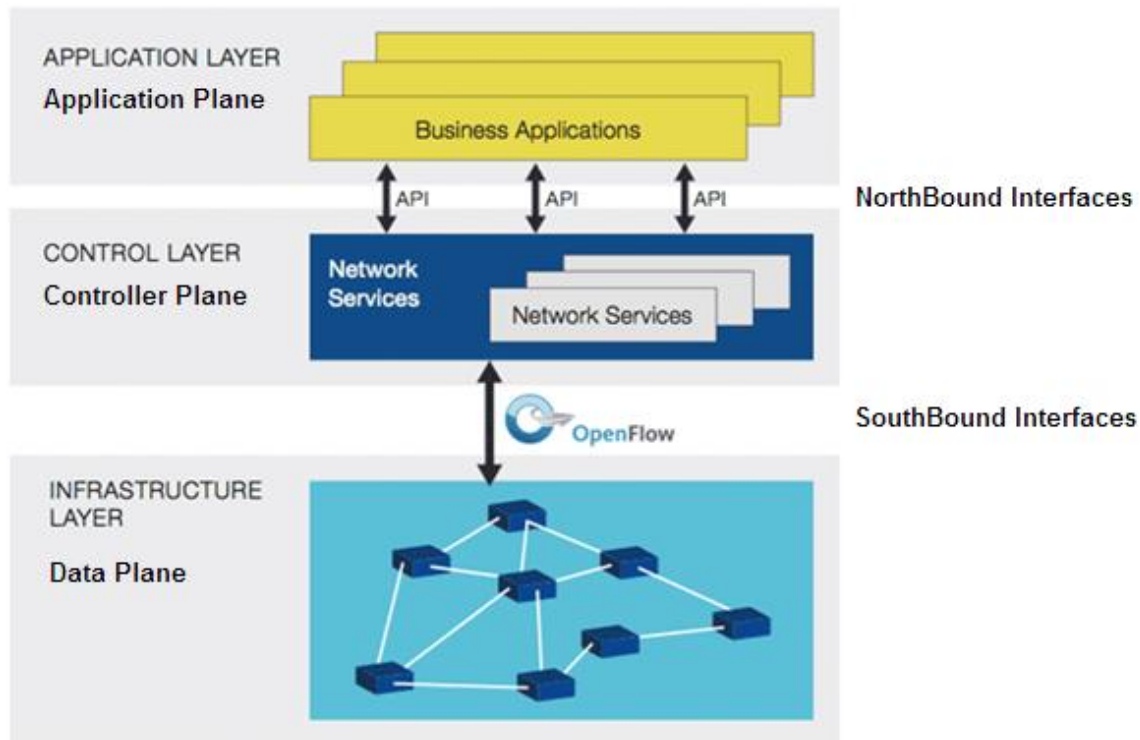 APPLICATION LAYER
Application Plane
Business Applications
API
API
API
NorthBound Interfaces
CONTROL LAYER
Controller Plane
Network
Services
Network Services
OpenFlow
SouthBound Interfaces
INFRASTRUCTURE
LAYER
Data Plane